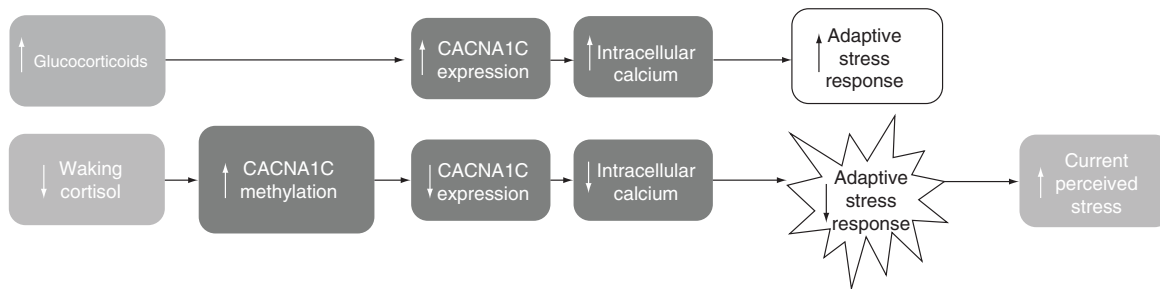 Glucocorticoids
CACNA1C
expression
Intracellular
calcium
Adaptive
stress
response
Waking
cortisol
CACNA1C
methylation
CACNA1C
expression
Intracellular
calcium
Adaptive
stress
response
Current
perceived
stress